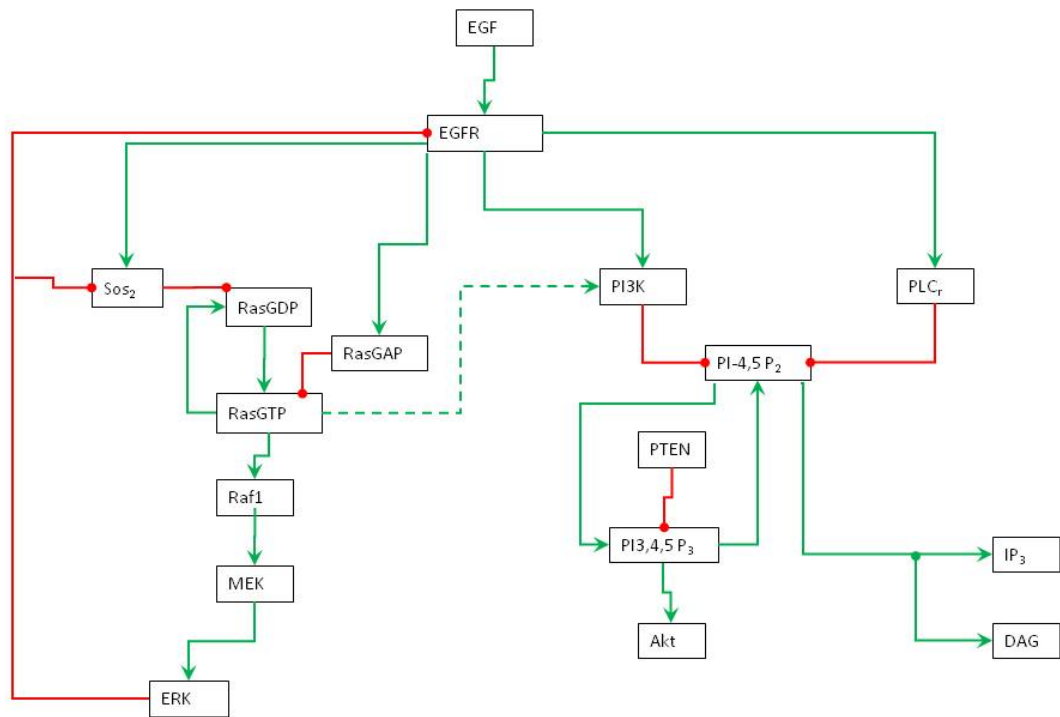 EGF
EGFR
Sos₂
RasGDP
PI3K
PLCᵣ
RasGAP
PI-4,5 P₂
RasGTP
PTEN
Raf1
PI3,4,5 P₃
IP₃
MEK
Akt
DAG
ERK